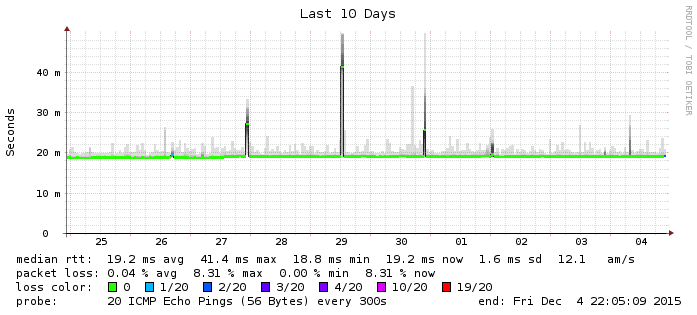 Last 10 Days
RRDTOOL / TOBI OETIKER
Seconds
40 m
30 m
20 m
10 m
0
25 26 27 28 29 30 01 02 03 04
median rtt: 19.2 ms avg 41.4 ms max 18.8 ms min 19.2 ms now 1.6 ms sd 12.1 am/s
packet loss: 0.04 % avg 8.31 % max 0.00 % min 8.31 % now
loss color: 0 1/20 2/20 3/20 4/20 10/20 19/20
probe: 20 ICMP Echo Pings (56 Bytes) every 300s end: Fri Dec 4 22:05:09 2015